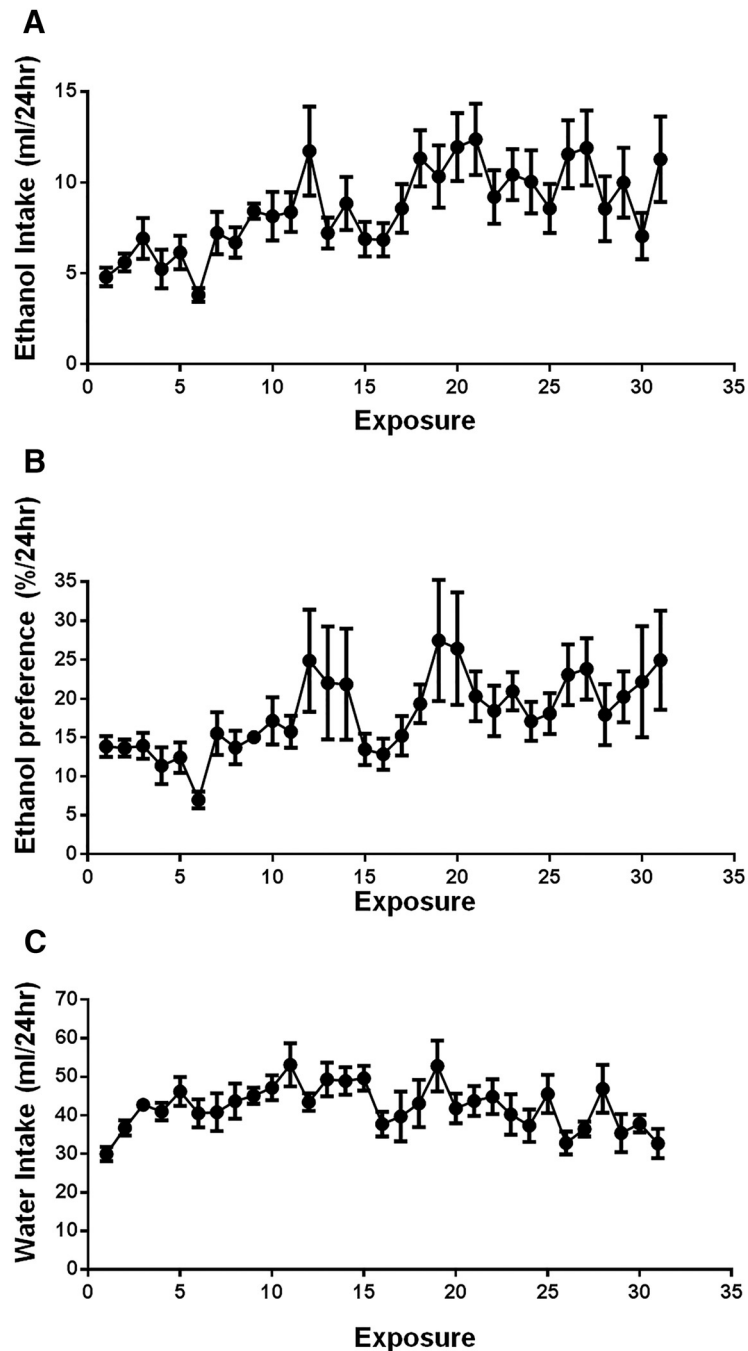 A
Ethanol Intake (ml/24hr)
15
10
5
0
0 5 10 15 20 25 30 35
Exposure
B
Ethanol preference (%/24hr)
35
30
25
20
15
10
5
0
0 5 10 15 20 25 30 35
Exposure
C
Water Intake (ml/24hr)
70
60
50
40
30
20
10
0
0 5 10 15 20 25 30 35
Exposure